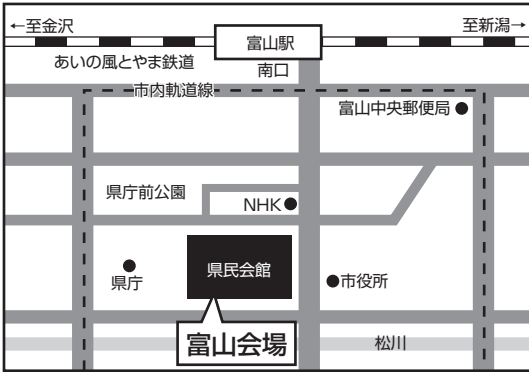 ←至金沢
富山駅
至新潟→
あいの風とやま鉄道
南口
市内軌道線
富山中央郵便局
県庁前公園
NHK
県庁
県民会館
市役所
富山会場
松川